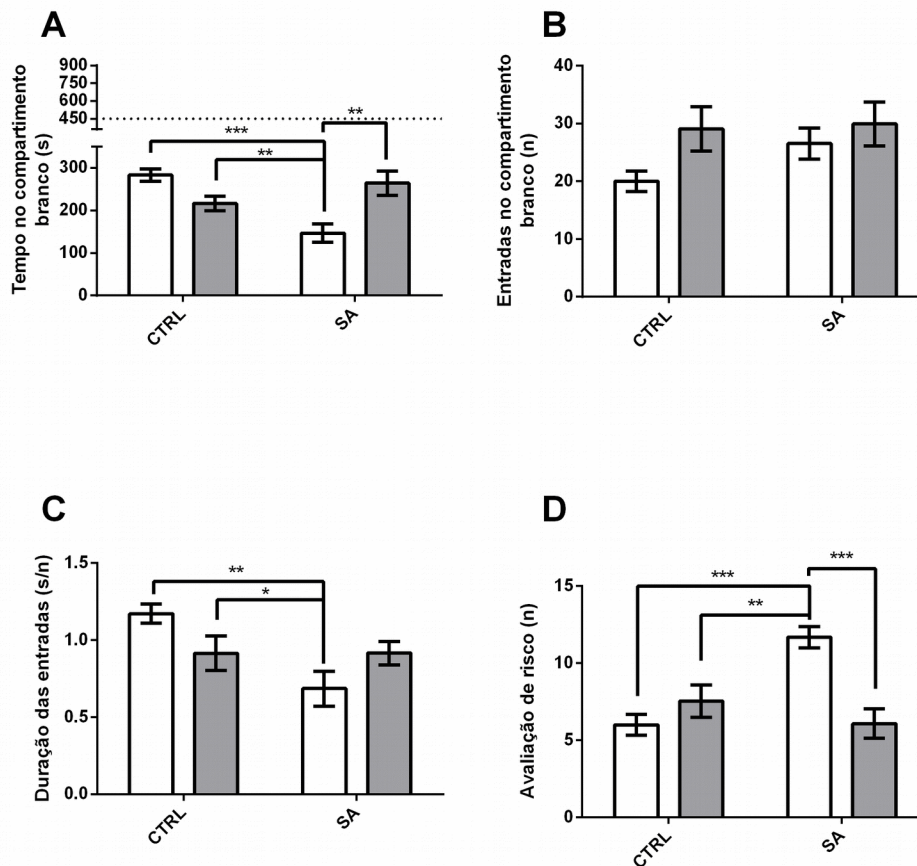 A
Tempo no compartimento
branco (s)
900
750
600
450
300
200
100
0
***
**
**
CTRL
SA
B
Entradas no compartimento
branco (n)
40
30
20
10
0
CTRL
SA
C
Duração das entradas (s/n)
1.5
1.0
0.5
0.0
**
*
CTRL
SA
D
Avaliação de risco (n)
15
10
5
0
***
**
***
CTRL
SA